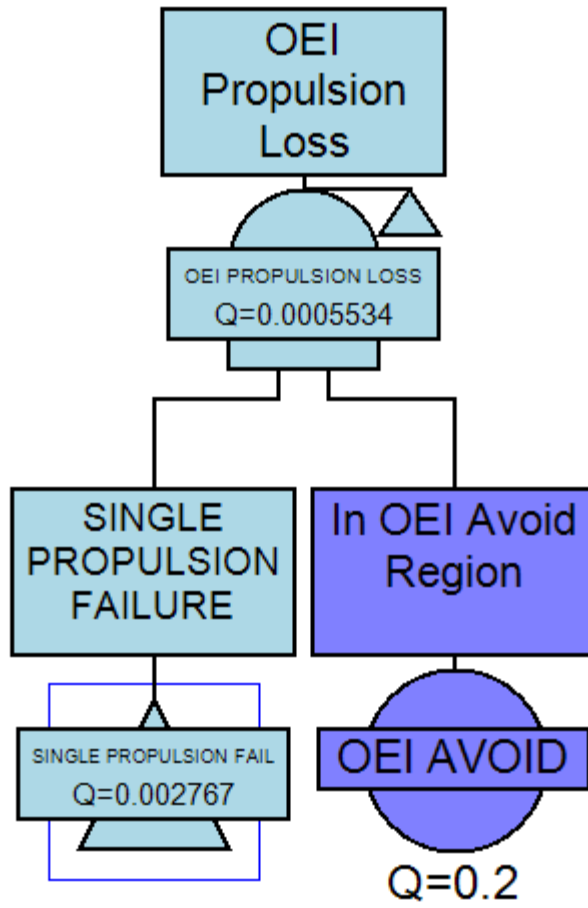 OEI
Propulsion
Loss
OEI PROPULSION LOSS
Q=0.0005534
SINGLE
PROPULSION
FAILURE
In OEI Avoid
Region
SINGLE PROPULSION FAIL
Q=0.002767
OEI AVOID
Q=0.2